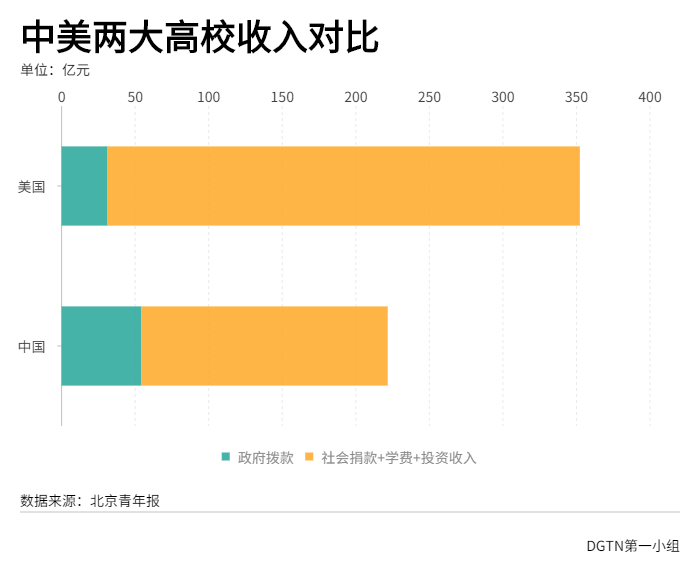 中美两大高校收入对比
单位：亿元
0 50 100 150 200 250 300 350 400
美国
中国
政府拨款 社会捐款+学费+投资收入
数据来源：北京青年报
DGTN第一小组